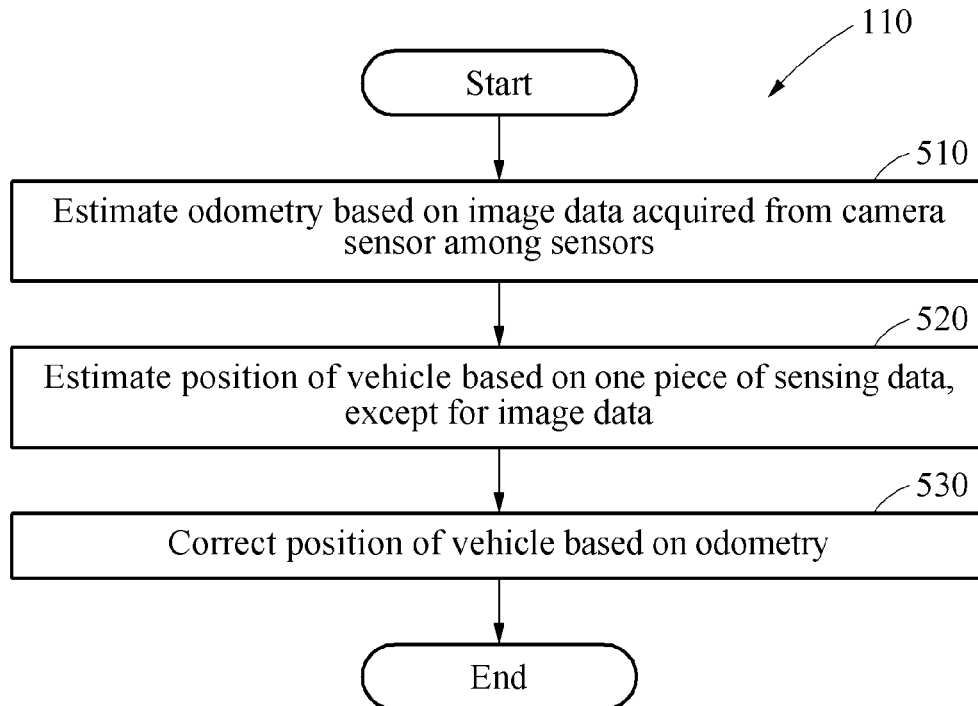 110
Start
510
Estimate odometry based on image data acquired from camera
sensor among sensors
520
Estimate position of vehicle based on one piece of sensing data,
except for image data
530
Correct position of vehicle based on odometry
End